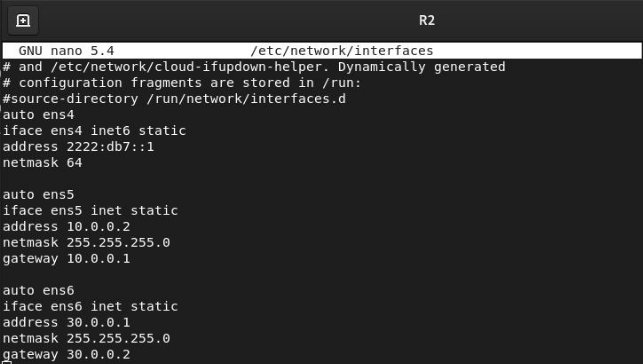 R2
GNU nano 5.4 /etc/network/interfaces
# and /etc/network/cloud-ifupdown-helper. Dynamically generated
# configuration fragments are stored in /run:
#source-directory /run/network/interfaces.d
auto ens4
iface ens4 inet6 static
address 2222:db7::1
netmask 64
auto ens5
iface ens5 inet static
address 10.0.0.2
netmask 255.255.255.0
gateway 10.0.0.1
auto ens6
iface ens6 inet static
address 30.0.0.1
netmask 255.255.255.0
gateway 30.0.0.2